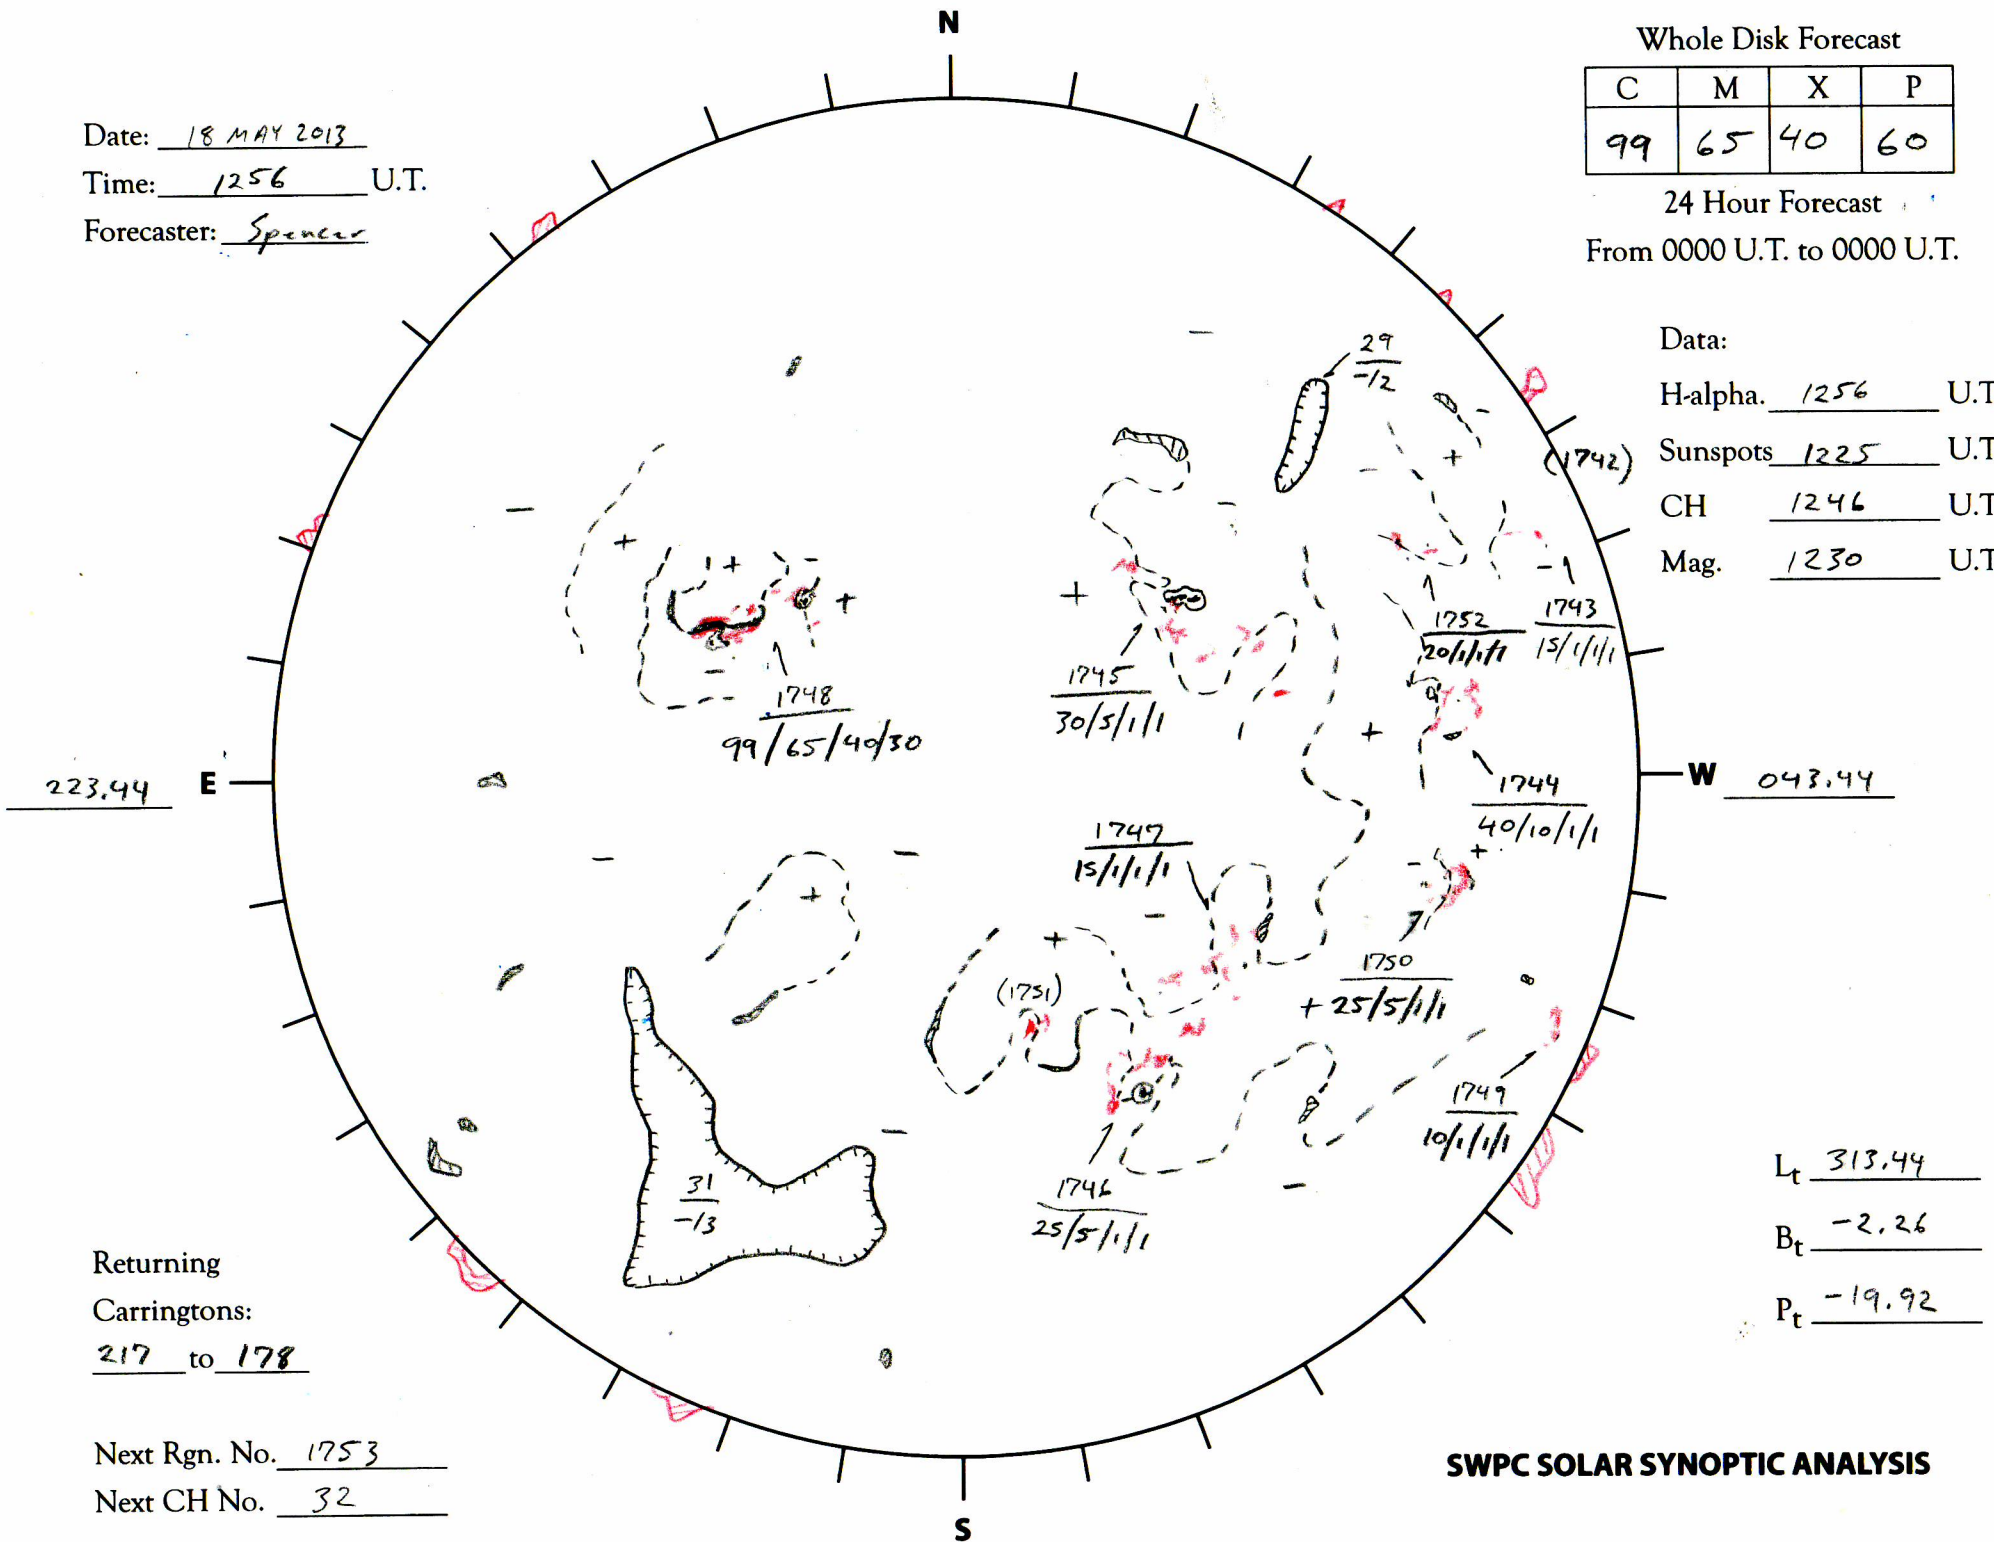 N
Date: 18 MAY 2013
Time: 1256 U.T.
Forecaster: Spencer
Whole Disk Forecast
C M X P
99 65 40 60
24 Hour Forecast
From 0000 U.T. to 0000 U.T.
Data:
H-alpha. 1256 U.T
Sunspots 1225 U.T
CH 1246 U.T
Mag. 1230 U.T
29
-12
(1742)
1752
20/1/1/1
1743
15/1/1/1
1748
99/65/40/30
1745
30/5/1/1
1744
40/10/1/1
223.44 E
W 043.44
1747
15/1/1/1
1750
25/5/1/1
(1751)
1749
10/1/1/1
1746
25/5/1/1
31
-13
Lt 313.44
Bt -2.26
Pt -19.92
Returning
Carringtons:
217 to 178
Next Rgn. No. 1753
Next CH No. 32
SWPC SOLAR SYNOPTIC ANALYSIS
S